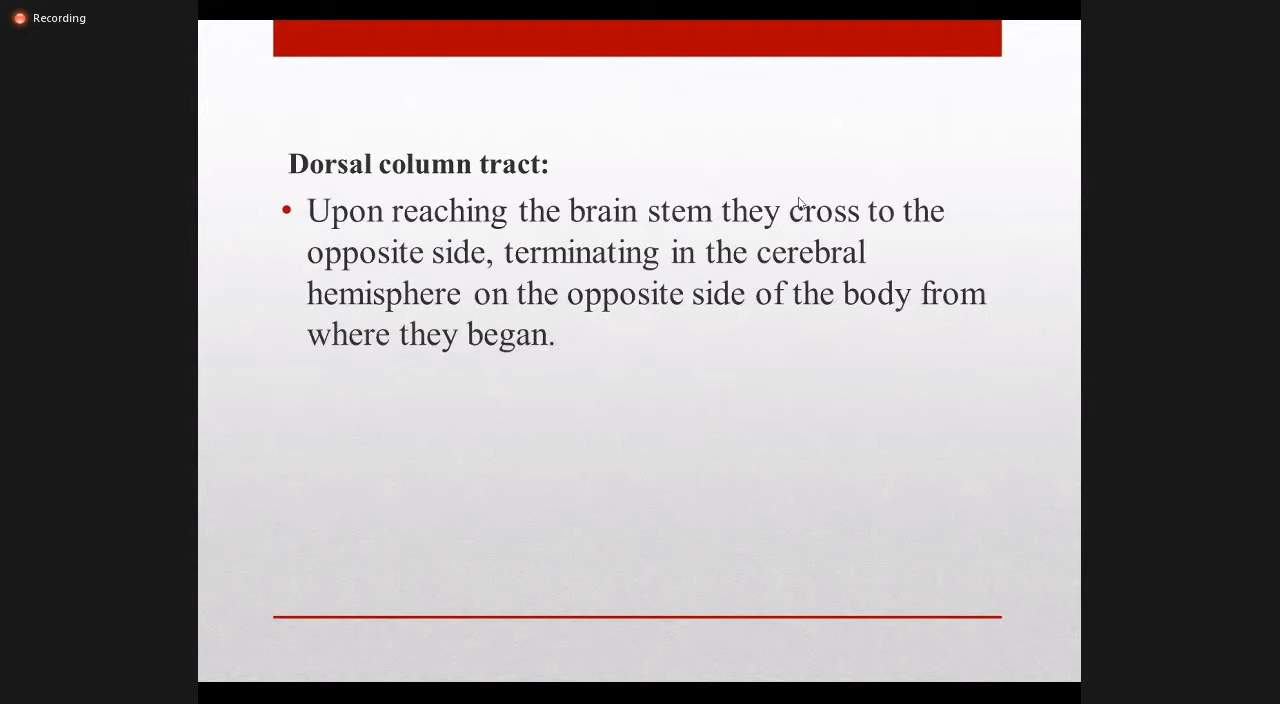 Recording
Dorsal column tract:
• Upon reaching the brain stem they cross to the
opposite side, terminating in the cerebral
hemisphere on the opposite side of the body from
where they began.